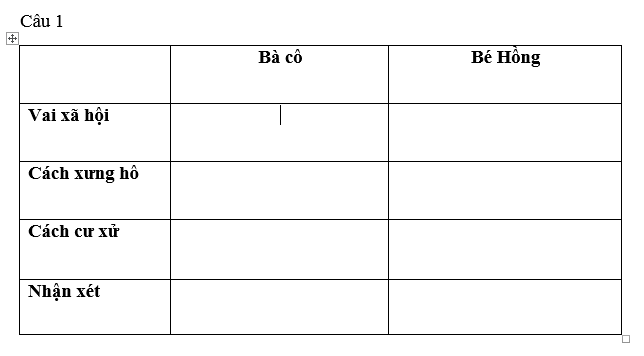 Câu 1
Bà cô Bé Hồng
Vai xã hội
Cách xưng hô
Cách cư xử
Nhận xét